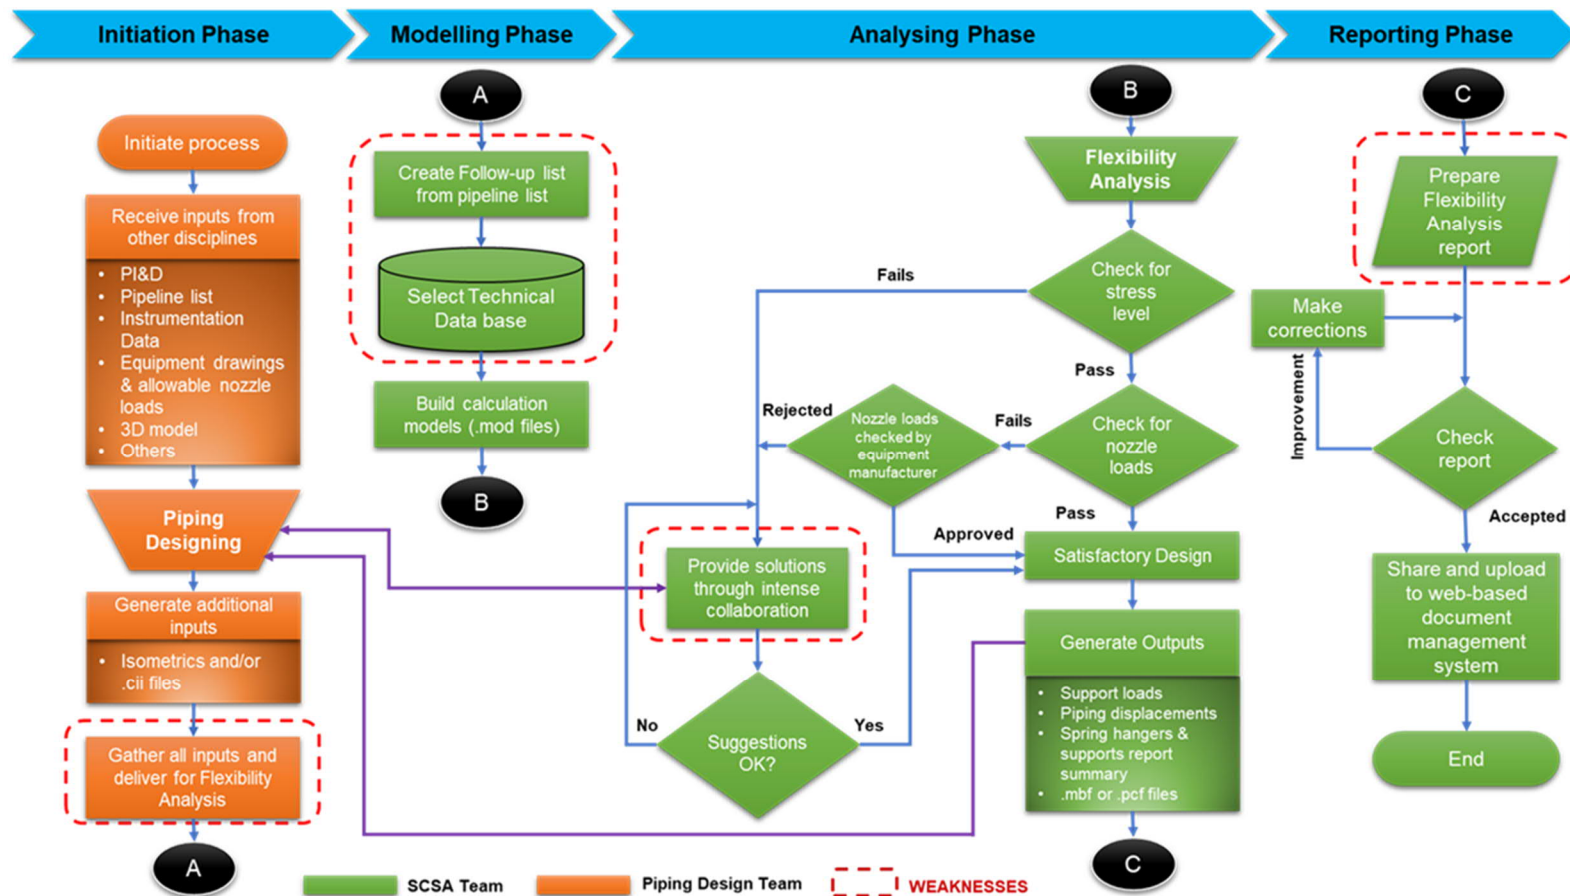 Initiation Phase
Modelling Phase
Analysing Phase
Reporting Phase
Initiate process
Receive inputs from
other disciplines
• PI&D
• Pipeline list
• Instrumentation
Data
• Equipment drawings
& allowable nozzle
loads
• 3D model
• Others
Piping
Designing
Generate additional
inputs
• Isometrics and/or
.cii files
Gather all inputs and
deliver for Flexibility
Analysis
A
A
Create Follow-up list
from pipeline list
Select Technical
Data base
Build calculation
models (.mod files)
B
B
Flexibility
Analysis
Check for
stress
level
Fails
Pass
Check for
nozzle
loads
Fails
Nozzle loads
checked by
equipment
manufacturer
Rejected
Approved
Pass
Provide solutions
through intense
collaboration
Suggestions
OK?
No
Yes
Satisfactory Design
Generate Outputs
• Support loads
• Piping displacements
• Spring hangers &
supports report
summary
• .mbf or .pcf files
C
C
Prepare
Flexibility
Analysis
report
Make
corrections
Improvement
Check
report
Accepted
Share and upload
to web-based
document
management
system
End
SCSA Team
Piping Design Team
WEAKNESSES